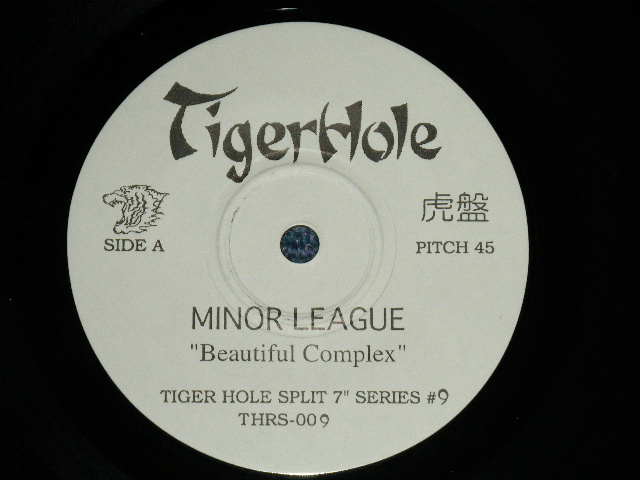 TigerHole
虎盤
SIDE A
PITCH 45
MINOR LEAGUE
"Beautiful Complex"
TIGER HOLE SPLIT 7" SERIES #9
THRS-009